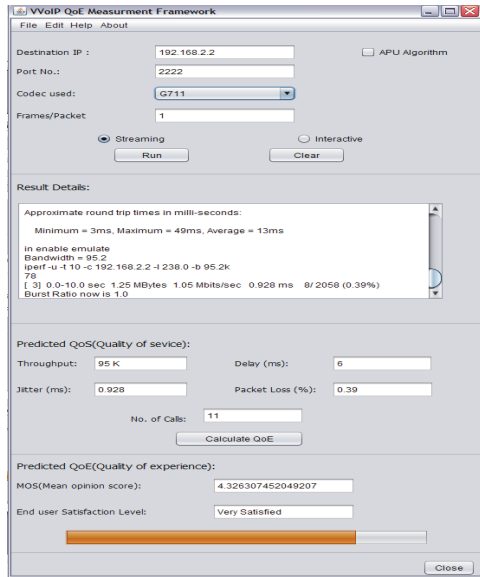 VVoIP QoE Measurment Framework
File Edit Help About
Destination IP : 192.168.2.2 APU Algorithm
Port No.: 2222
Codec used: G711
Frames/Packet 1
Streaming Interactive
Run Clear
Result Details:
Approximate round trip times in milli-seconds:
Minimum = 3ms, Maximum = 49ms, Average = 13ms
in enable emulate
Bandwidth = 95.2
iperf -u -t 10 -c 192.168.2.2 -l 238.0 -b 95.2k
78
[ 3] 0.0-10.0 sec 1.25 MBytes 1.05 Mbits/sec 0.928 ms 8/ 2058 (0.39%)
Burst Ratio now is 1.0
Predicted QoS(Quality of sevice):
Throughput: 95 K Delay (ms): 6
Jitter (ms): 0.928 Packet Loss (%): 0.39
No. of Calls: 11
Calculate QoE
Predicted QoE(Quality of experience):
MOS(Mean opinion score): 4.326307452049207
End user Satisfaction Level: Very Satisfied
Close